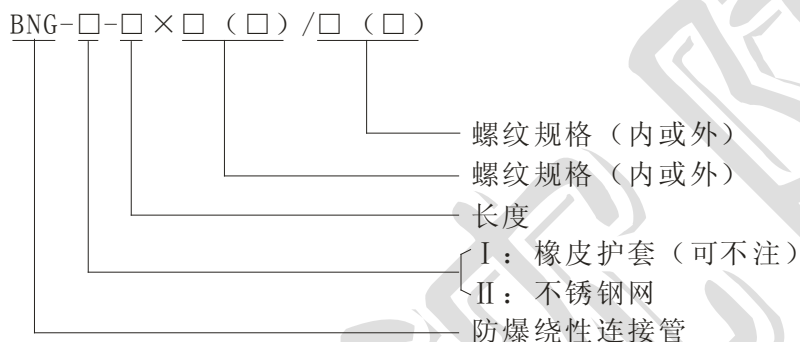 BNG-□-□×□（□）/□（□）
螺纹规格（内或外）
螺纹规格（内或外）
长度
Ⅰ：橡皮护套（可不注）
Ⅱ：不锈钢网
防爆绕性连接管